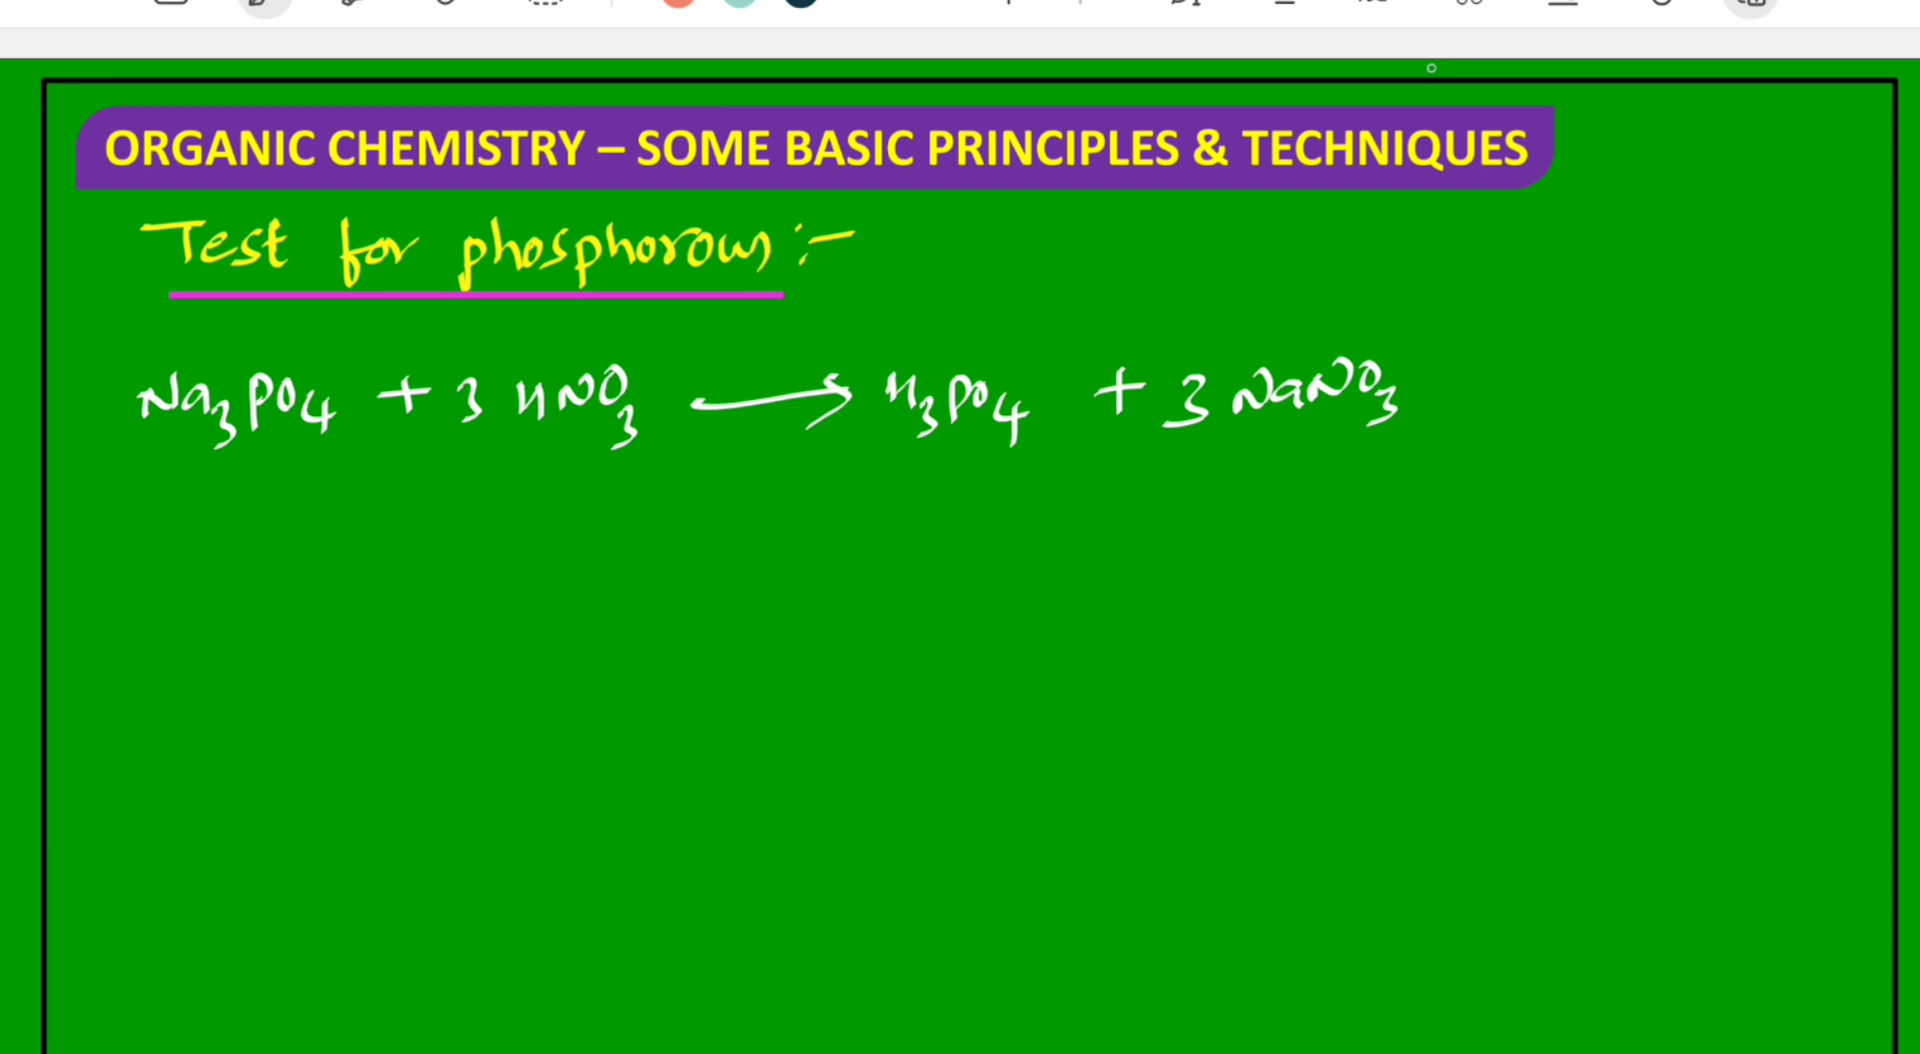 ORGANIC CHEMISTRY – SOME BASIC PRINCIPLES & TECHNIQUES
Test for phosphorous :-
Na₃PO₄ + 3 HNO₃ ⟶ H₃PO₄ + 3 NaNO₃